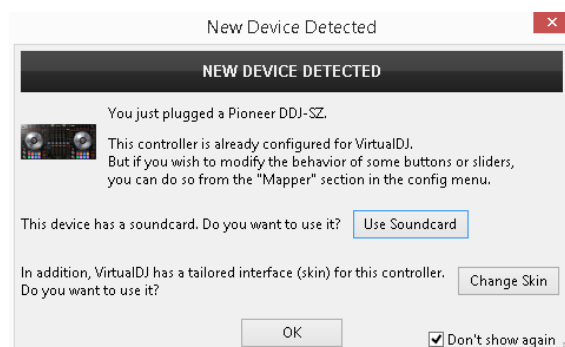 New Device Detected
NEW DEVICE DETECTED
You just plugged a Pioneer DDJ-SZ.
This controller is already configured for VirtualDJ.
But if you wish to modify the behavior of some buttons or sliders,
you can do so from the "Mapper" section in the config menu.
This device has a soundcard. Do you want to use it? Use Soundcard
In addition, VirtualDJ has a tailored interface (skin) for this controller.
Do you want to use it?
Change Skin
OK
Don't show again